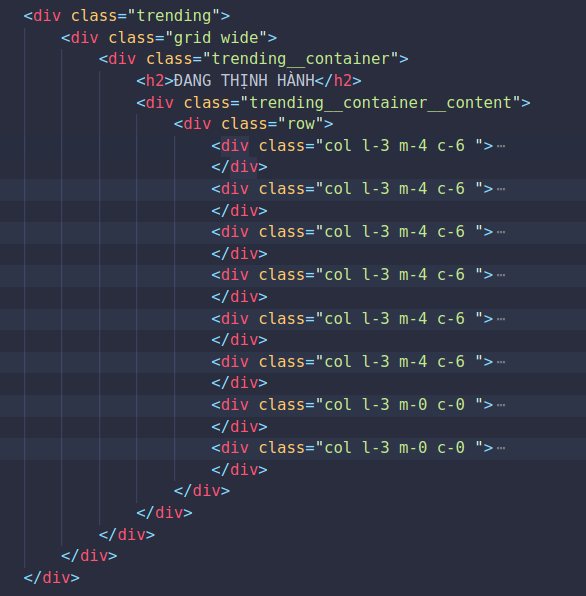 <div class="trending">
<div class="grid wide">
<div class="trending__container">
<h2>ĐANG THỊNH HÀNH</h2>
<div class="trending__container__content">
<div class="row">
<div class="col l-3 m-4 c-6 ">⋯
</div>
<div class="col l-3 m-4 c-6 ">⋯
</div>
<div class="col l-3 m-4 c-6 ">⋯
</div>
<div class="col l-3 m-4 c-6 ">⋯
</div>
<div class="col l-3 m-4 c-6 ">⋯
</div>
<div class="col l-3 m-4 c-6 ">⋯
</div>
<div class="col l-3 m-0 c-0 ">⋯
</div>
<div class="col l-3 m-0 c-0 ">⋯
</div>
</div>
</div>
</div>
</div>
</div>